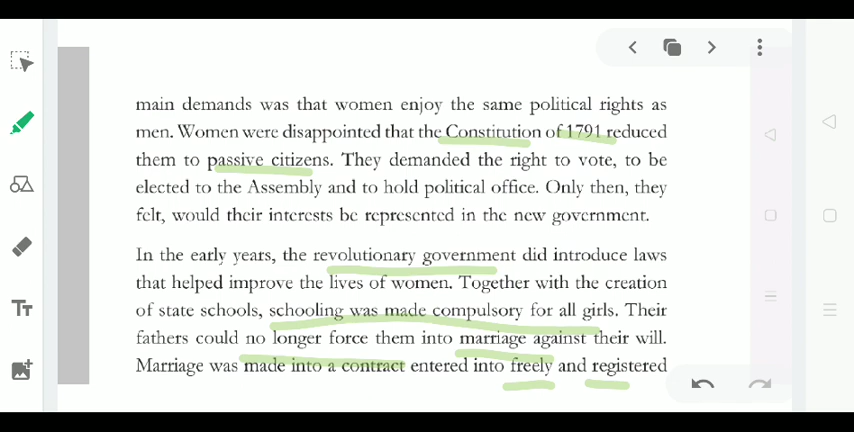 main demands was that women enjoy the same political rights as
men. Women were disappointed that the Constitution of 1791 reduced
them to passive citizens. They demanded the right to vote, to be
elected to the Assembly and to hold political office. Only then, they
felt, would their interests be represented in the new government.
In the early years, the revolutionary government did introduce laws
that helped improve the lives of women. Together with the creation
of state schools, schooling was made compulsory for all girls. Their
fathers could no longer force them into marriage against their will.
Marriage was made into a contract entered into freely and registered
TT